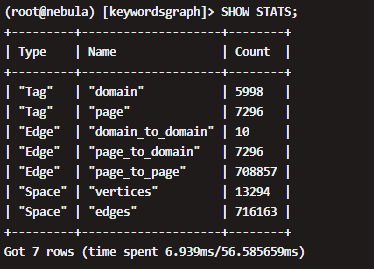 (root@nebula) [keywordsgraph]> SHOW STATS;
+---------+--------------------+--------+
| Type    | Name               | Count  |
+---------+--------------------+--------+
| "Tag"   | "domain"           | 5998   |
| "Tag"   | "page"             | 7296   |
| "Edge"  | "domain_to_domain" | 10     |
| "Edge"  | "page_to_domain"   | 7296   |
| "Edge"  | "page_to_page"     | 708857 |
| "Space" | "vertices"         | 13294  |
| "Space" | "edges"            | 716163 |
+---------+--------------------+--------+
Got 7 rows (time spent 6.939ms/56.585659ms)